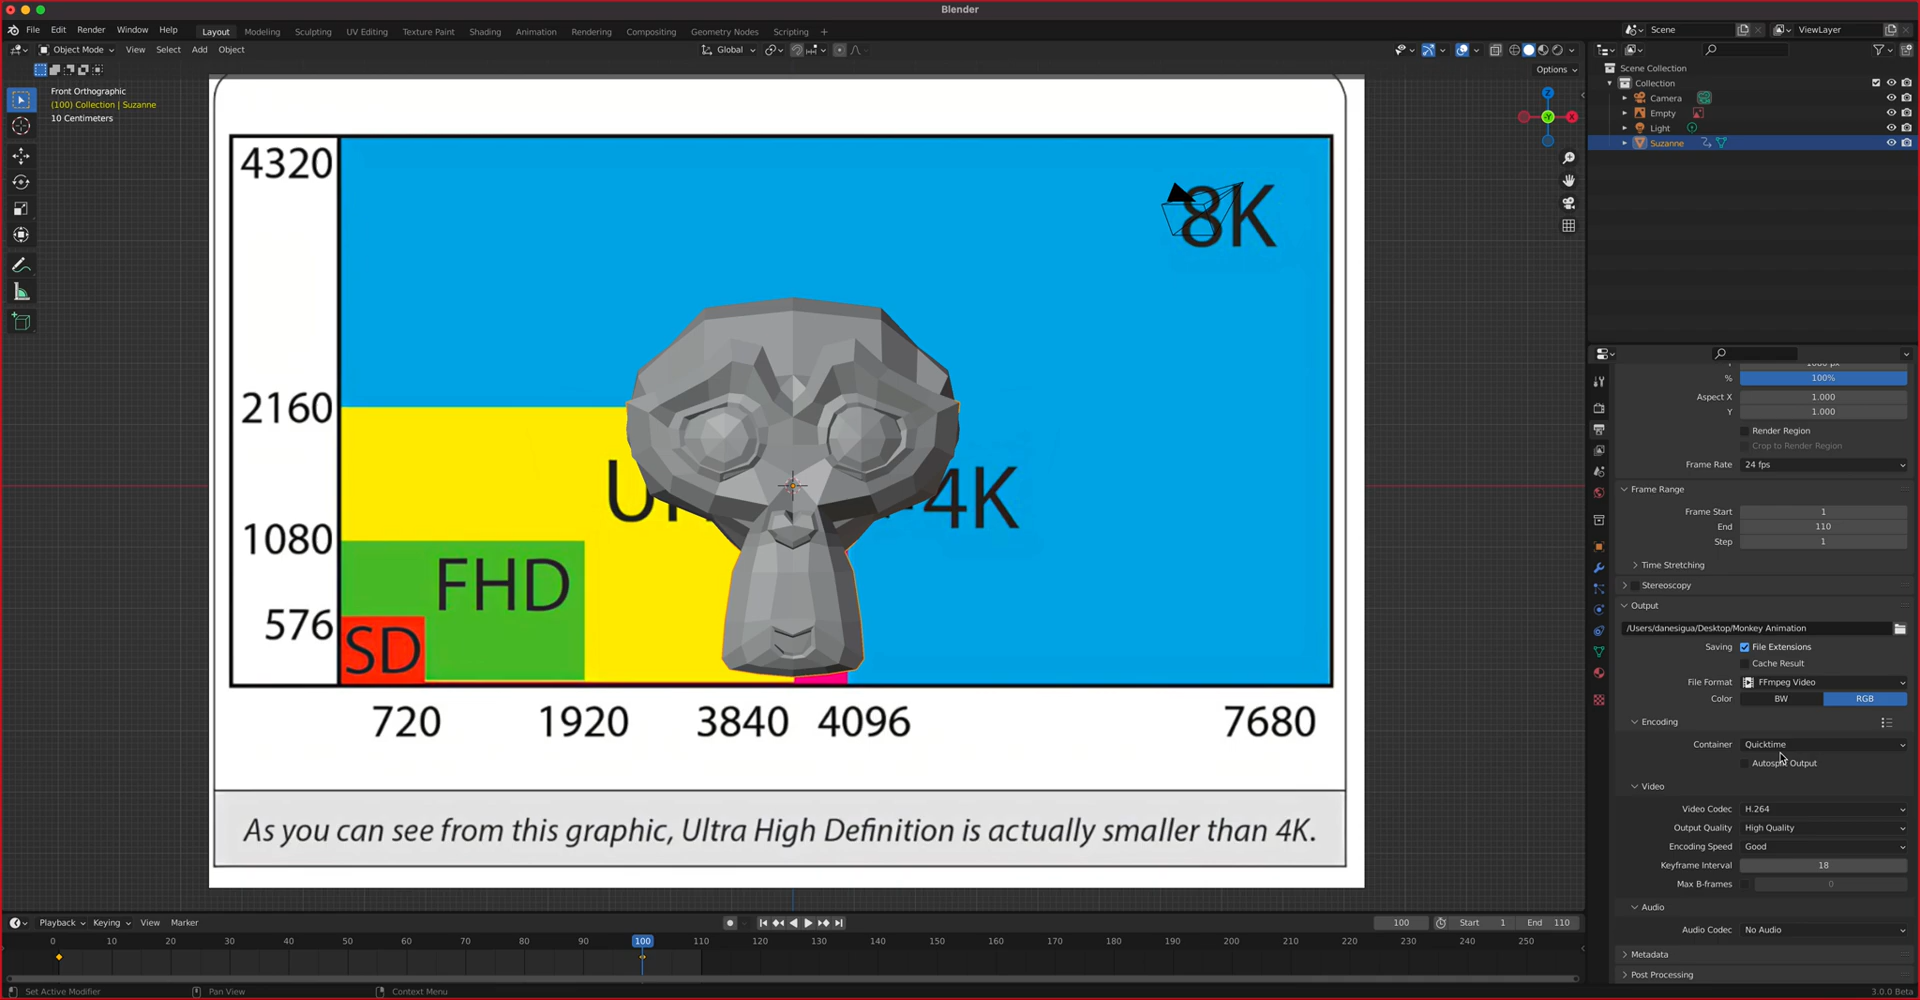 Blender
File Edit Render Window Help Layout Modeling Sculpting UV Editing Texture Paint Shading Animation Rendering Compositing Geometry Nodes Scripting + Scene ViewLayer
Object Mode View Select Add Object Global
Options
Front Orthographic
(100) Collection | Suzanne
10 Centimeters
Z
-Y X
Scene Collection
Collection
Camera
Empty
Light
Suzanne
4320
8K
2160
4K
1080
FHD
576
SD
720 1920 3840 4096 7680
As you can see from this graphic, Ultra High Definition is actually smaller than 4K.
% 100%
Aspect X 1.000
Y 1.000
Render Region
Crop to Render Region
Frame Rate 24 fps
Frame Range
Frame Start 1
End 110
Step 1
Time Stretching
Stereoscopy
Output
/Users/danesigua/Desktop/Monkey Animation
Saving File Extensions
Cache Result
File Format FFmpeg Video
Color BW RGB
Encoding
Container Quicktime
Autosplit Output
Video
Video Codec H.264
Output Quality High Quality
Encoding Speed Good
Keyframe Interval 18
Max B-frames 0
Audio
Audio Codec No Audio
Metadata
Post Processing
Playback Keying View Marker 100 Start 1 End 110
0 10 20 30 40 50 60 70 80 90 100 110 120 130 140 150 160 170 180 190 200 210 220 230 240 250
Set Active Modifier Pan View Context Menu 3.0.0 Beta